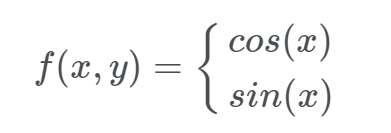 f(x, y) = { cos(x)
sin(x)